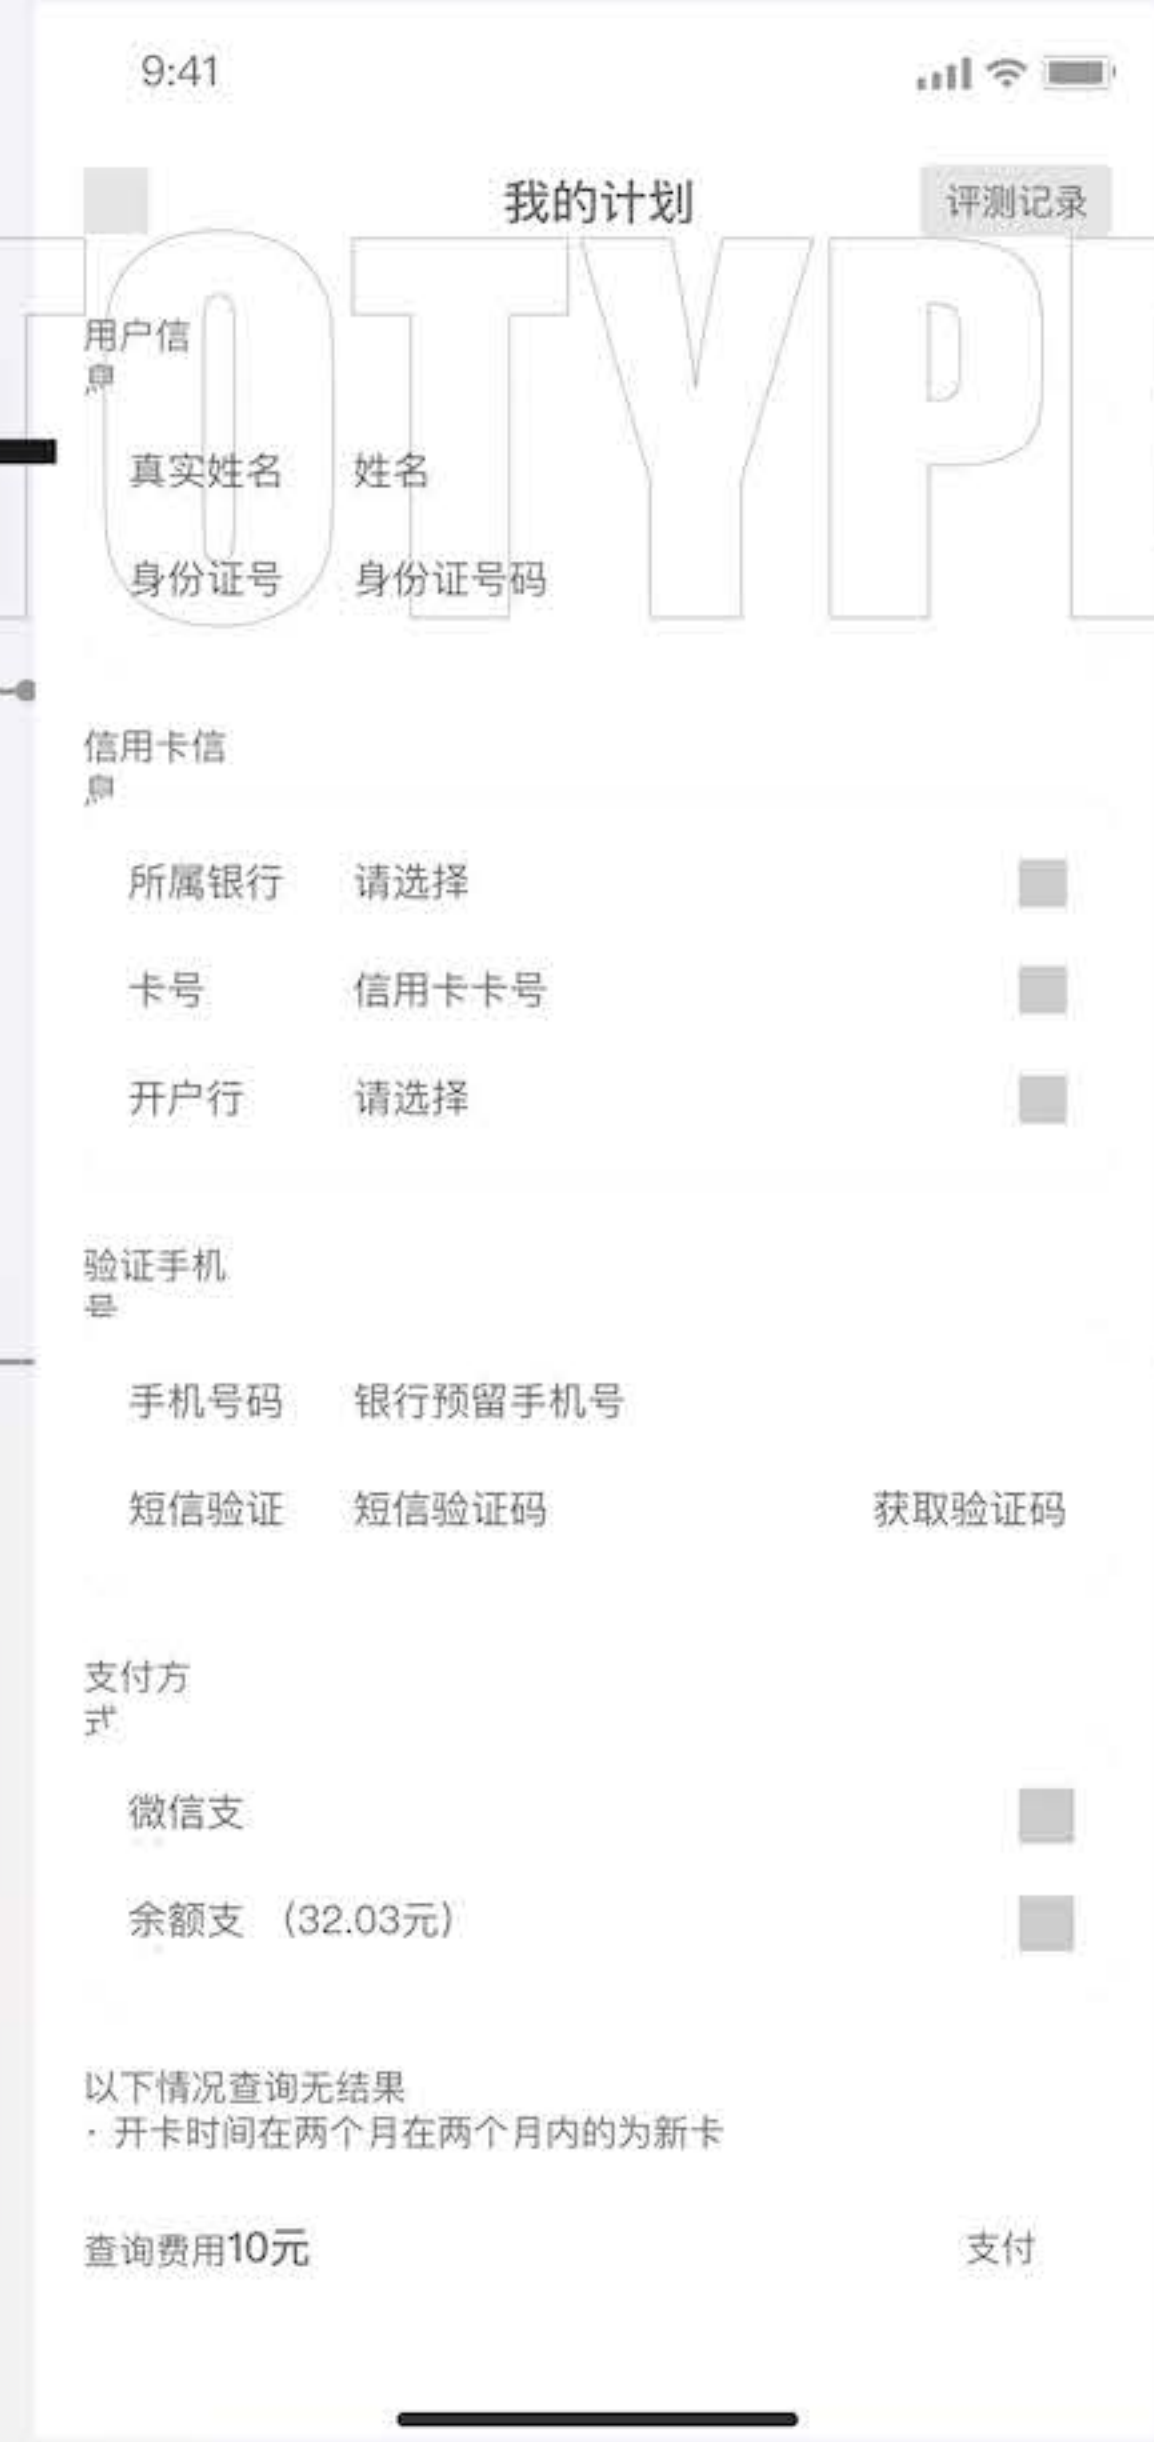 9:41
我的计划
评测记录
TOTYPE
用户信
息
真实姓名 姓名
身份证号 身份证号码
信用卡信
息
所属银行 请选择
卡号 信用卡卡号
开户行 请选择
验证手机
号
手机号码 银行预留手机号
短信验证 短信验证码 获取验证码
支付方
式
微信支
余额支 （32.03元）
以下情况查询无结果
· 开卡时间在两个月在两个月内的为新卡
查询费用10元 支付